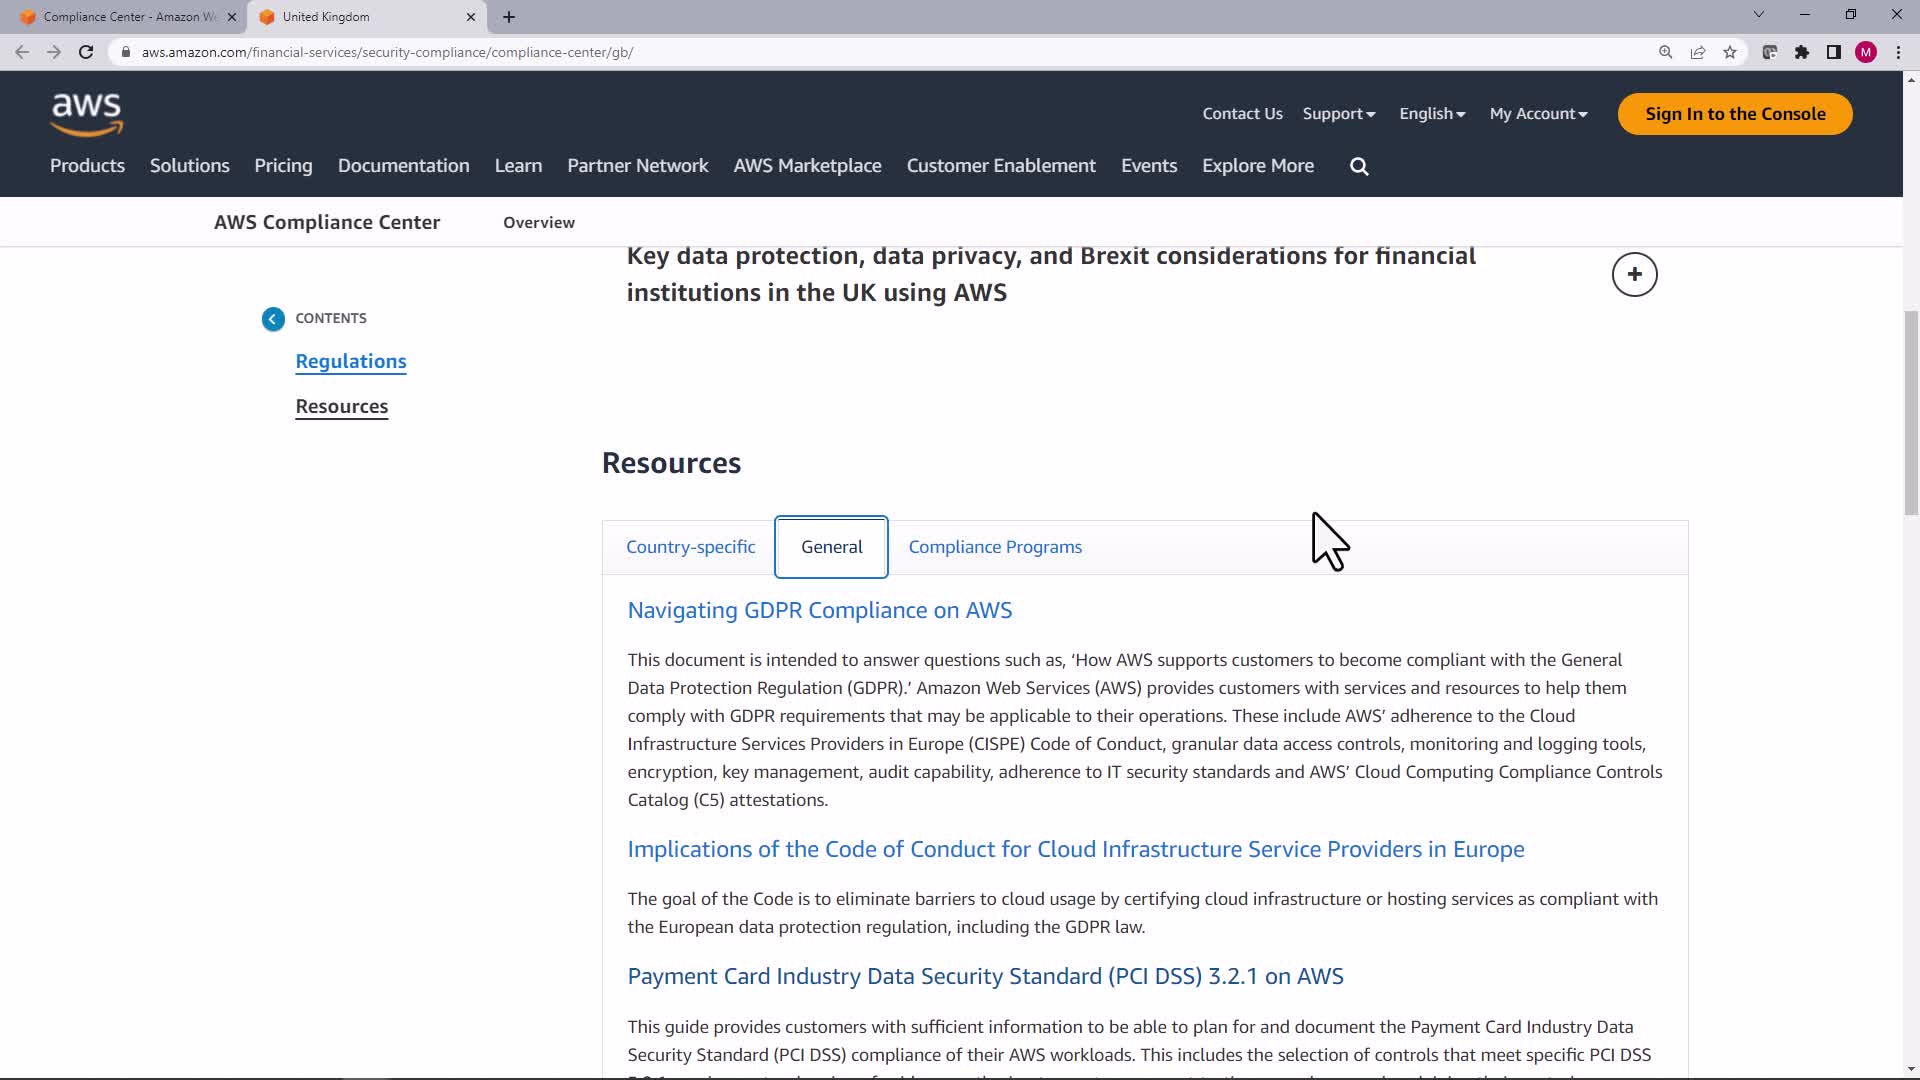 Compliance Center - Amazon W
United Kingdom
aws.amazon.com/financial-services/security-compliance/compliance-center/gb/
M
aws
Contact Us
Support
English
My Account
Sign In to the Console
Products
Solutions
Pricing
Documentation
Learn
Partner Network
AWS Marketplace
Customer Enablement
Events
Explore More
AWS Compliance Center
Overview
Key data protection, data privacy, and Brexit considerations for financial
institutions in the UK using AWS
CONTENTS
Regulations
Resources
Resources
Country-specific
General
Compliance Programs
Navigating GDPR Compliance on AWS
This document is intended to answer questions such as, ‘How AWS supports customers to become compliant with the General
Data Protection Regulation (GDPR).’ Amazon Web Services (AWS) provides customers with services and resources to help them
comply with GDPR requirements that may be applicable to their operations. These include AWS’ adherence to the Cloud
Infrastructure Services Providers in Europe (CISPE) Code of Conduct, granular data access controls, monitoring and logging tools,
encryption, key management, audit capability, adherence to IT security standards and AWS’ Cloud Computing Compliance Controls
Catalog (C5) attestations.
Implications of the Code of Conduct for Cloud Infrastructure Service Providers in Europe
The goal of the Code is to eliminate barriers to cloud usage by certifying cloud infrastructure or hosting services as compliant with
the European data protection regulation, including the GDPR law.
Payment Card Industry Data Security Standard (PCI DSS) 3.2.1 on AWS
This guide provides customers with sufficient information to be able to plan for and document the Payment Card Industry Data
Security Standard (PCI DSS) compliance of their AWS workloads. This includes the selection of controls that meet specific PCI DSS